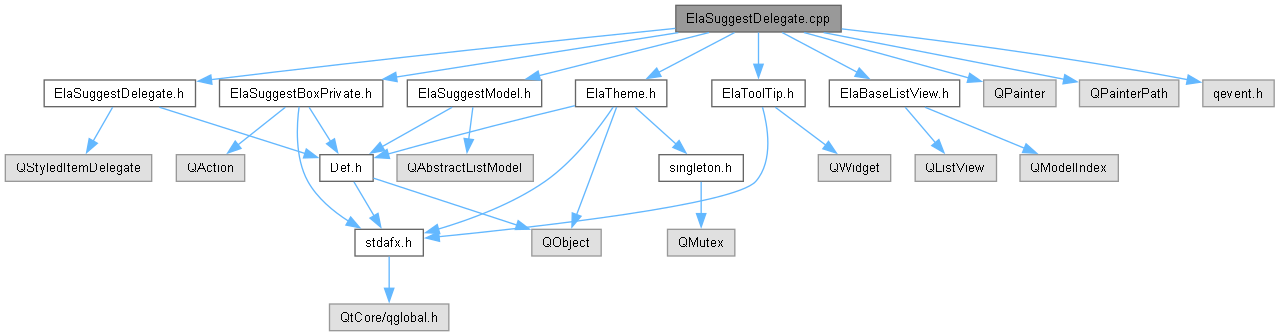 ElaSuggestDelegate.cpp
ElaSuggestDelegate.h
ElaSuggestBoxPrivate.h
ElaSuggestModel.h
ElaTheme.h
ElaToolTip.h
ElaBaseListView.h
QPainter
QPainterPath
qevent.h
QStyledItemDelegate
QAction
Def.h
QAbstractListModel
singleton.h
QWidget
QListView
QModelIndex
stdafx.h
QObject
QMutex
QtCore/qglobal.h